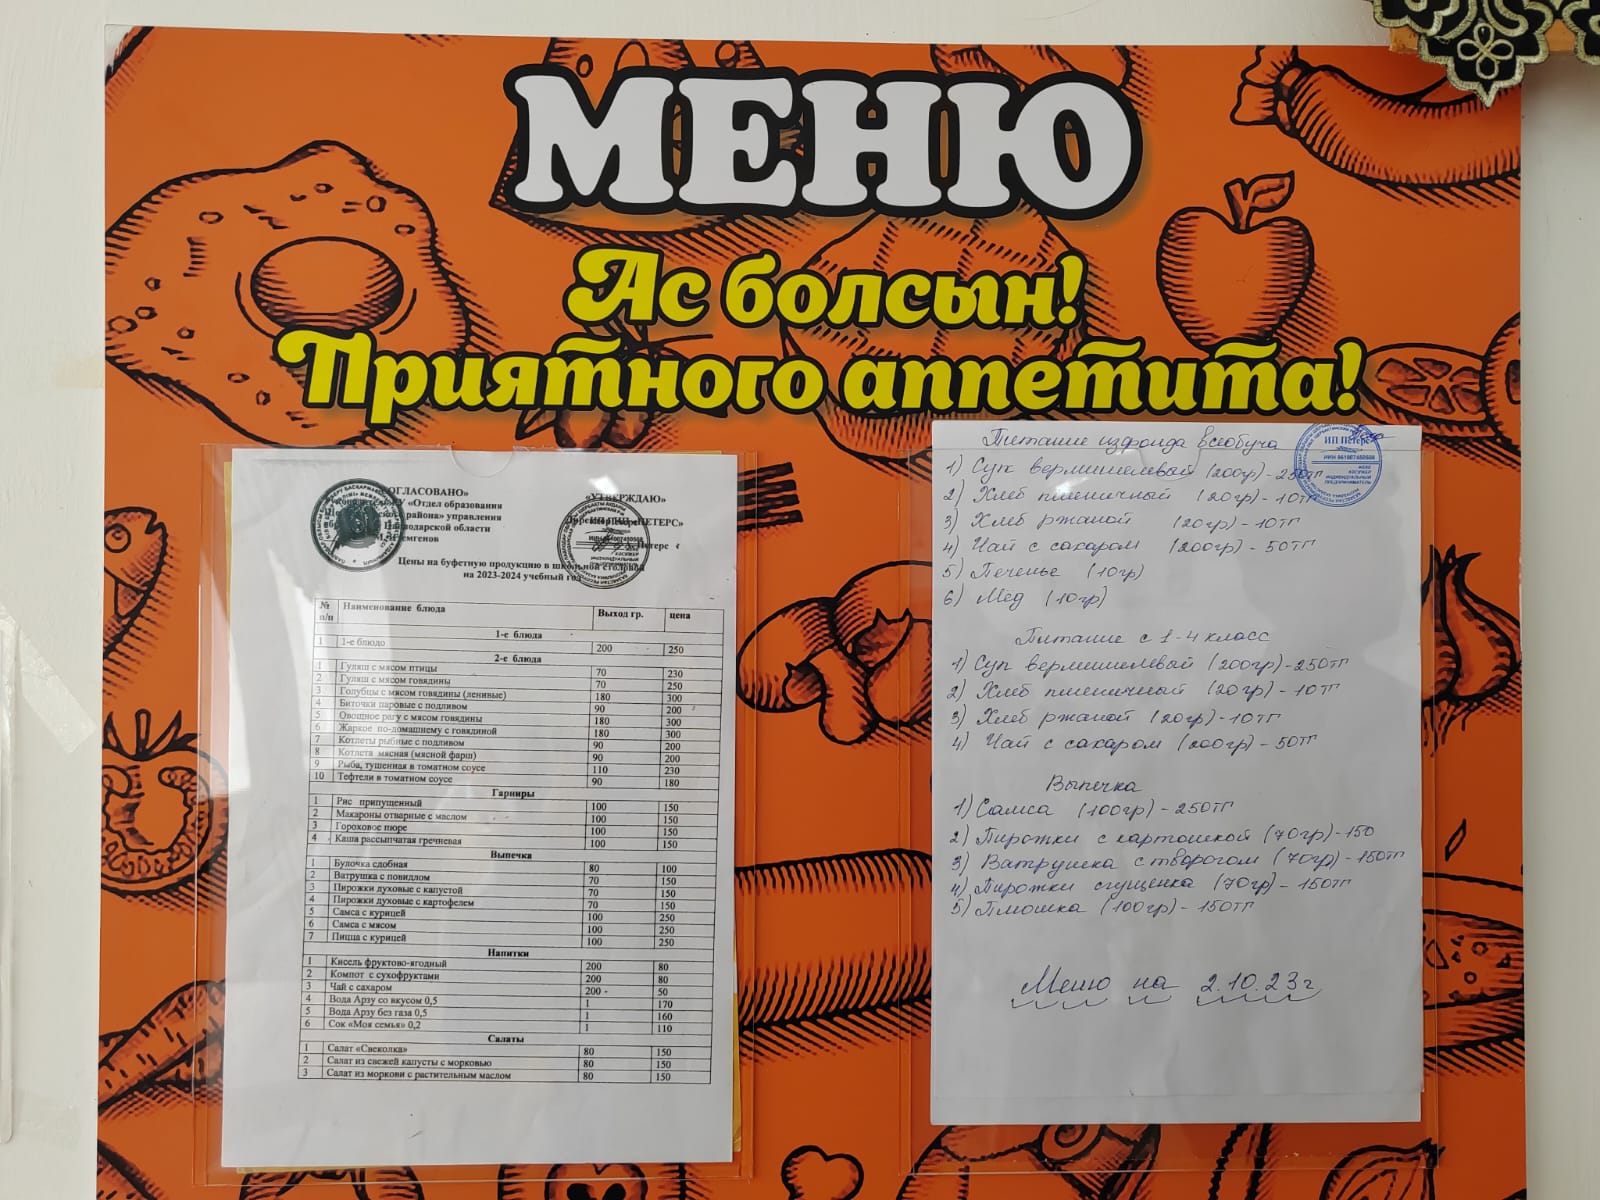 МЕНЮ
Ас болсын!
Приятного аппетита!
ОГЛАСОВАНО»
«Отдел образования
района» управления
Павлодарской области
«УТВЕРЖДАЮ»
«ПЕТЕРС»
Петерс
Цены на буфетную продукцию в школьной столовой
на 2023-2024 учебный год
№ п/п Наименование блюда Выход гр. цена
1-е блюда
1 1-е блюдо 200 250
2-е блюда
1 Гуляш с мясом птицы 70 230
2 Гуляш с мясом говядины 70 250
3 Голубцы с мясом говядины (ленивые) 180 300
4 Биточки паровые с подливом 90 200
5 Овощное рагу с мясом говядины 180 300
6 Жаркое по-домашнему с говядиной 180 300
7 Котлеты рыбные с подливом 90 200
8 Котлета мясная (мясной фарш) 90 200
9 Рыба, тушенная в томатном соусе 110 230
10 Тефтели в томатном соусе 90 180
Гарниры
1 Рис припущенный 100 150
2 Макароны отварные с маслом 100 150
3 Гороховое пюре 100 150
4 Каша рассыпчатая гречневая 100 150
Выпечка
1 Булочка сдобная 80 100
2 Ватрушка с повидлом 70 150
3 Пирожки духовые с капустой 70 150
4 Пирожки духовые с картофелем 70 150
5 Самса с курицей 100 250
6 Самса с мясом 100 250
7 Пицца с курицей 100 250
Напитки
1 Кисель фруктово-ягодный 200 80
2 Компот с сухофруктами 200 80
3 Чай с сахаром 200 50
4 Вода Арзу со вкусом 0,5 1 170
5 Вода Арзу без газа 0,5 1 160
6 Сок «Моя семья» 0,2 1 110
Салаты
1 Салат «Свеколка» 80 150
2 Салат из свежей капусты с морковью 80 150
3 Салат из моркови с растительным маслом 80 150
Питание из фонда всеобуча
1) Суп вермишелевый (200гр) - 250тг
2) Хлеб пшеничный (20гр) - 10тг
3) Хлеб ржаной (20гр) - 10тг
4) Чай с сахаром (200гр) - 50тг
5) Печенье (10гр)
6) Мед (10гр)
ИП Петерс
ИНДИВИДУАЛЬНЫЙ
ПРЕДПРИНИМАТЕЛЬ
Питание с 1-4 класс
1) Суп вермишелевый (200гр) - 250тг
2) Хлеб пшеничный (20гр) - 10тг
3) Хлеб ржаной (20гр) - 10тг
4) Чай с сахаром (200гр) - 50тг
Выпечка
1) Самса (100гр) - 250тг
2) Пирожки с картошкой (70гр) - 150
3) Ватрушка с творогом (70гр) - 150тг
4) Пирожки сгущенка (70гр) - 150тг
5) Плюшка (100гр) - 150тг
Меню на 2.10.23г